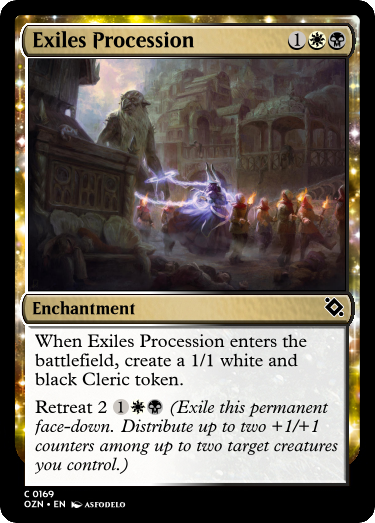 Exiles Procession 1
Enchantment
When Exiles Procession enters the
battlefield, create a 1/1 white and
black Cleric token.
Retreat 2 1 (Exile this permanent
face-down. Distribute up to two +1/+1
counters among up to two target creatures
you control.)
C 0169
OZN • EN ASFODELO